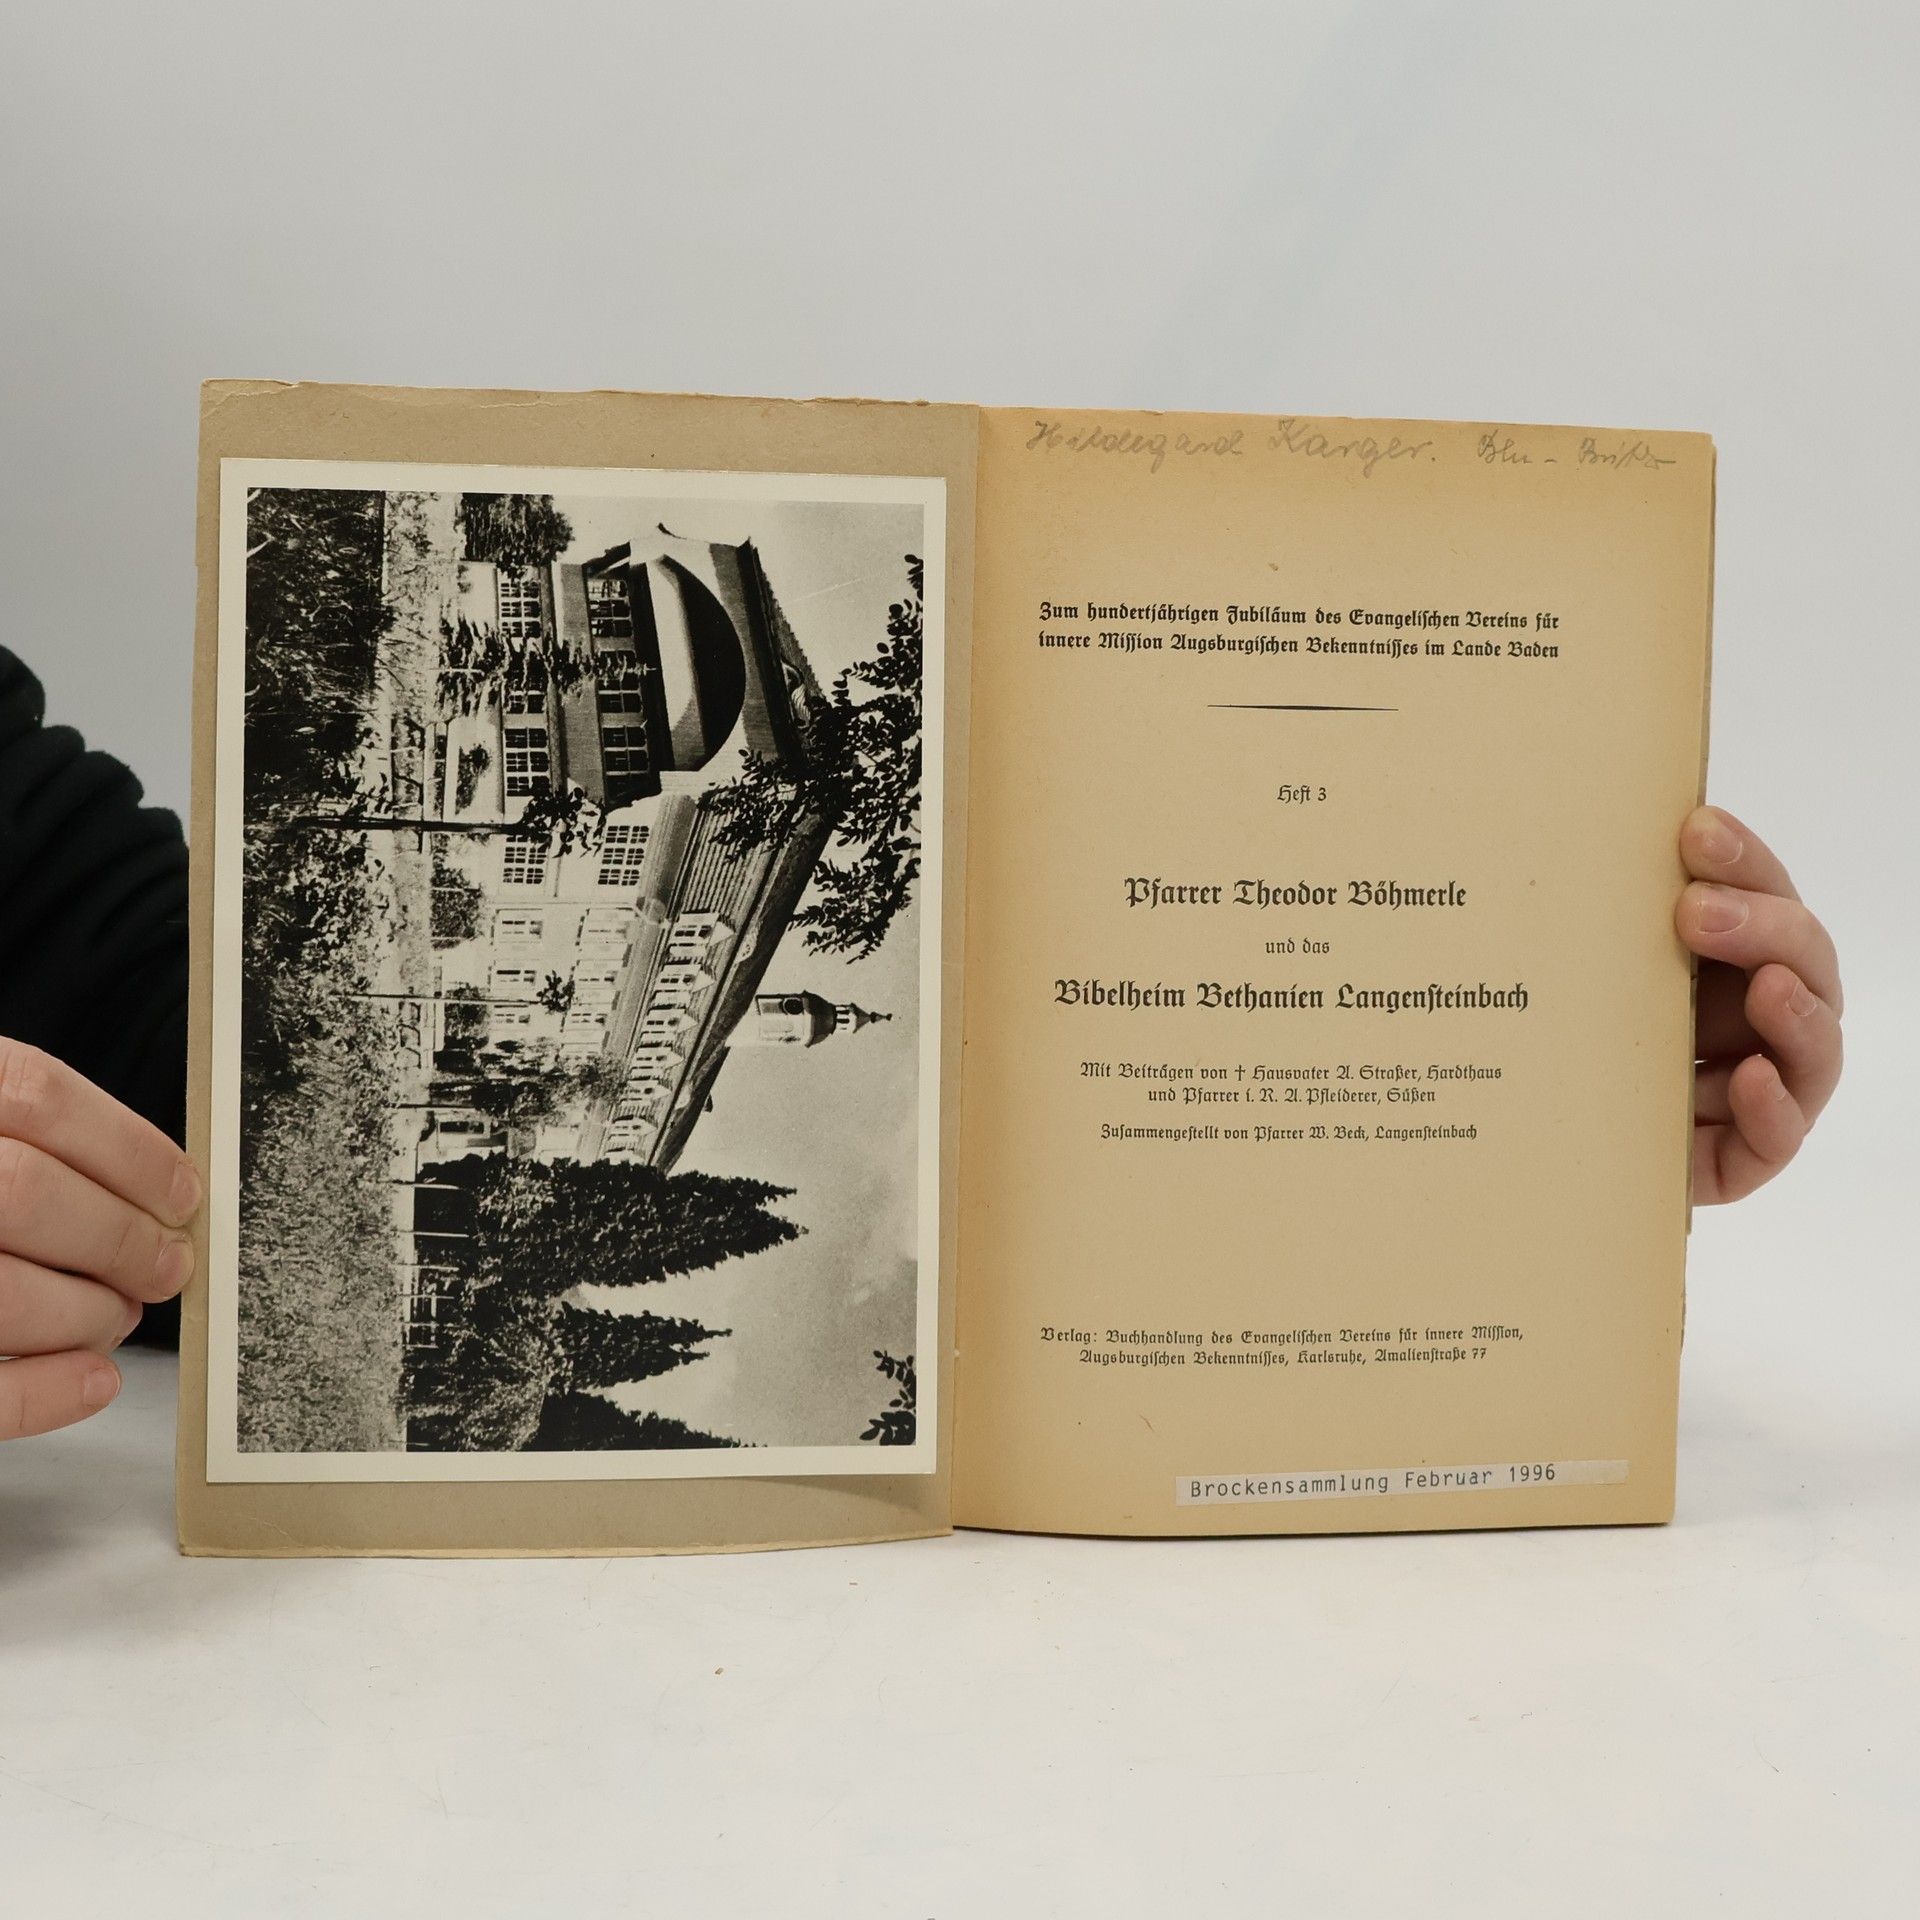 Hildegard Karger. Bln - Britz
Zum hundertjährigen Jubiläum des Evangelischen Vereins für
innere Mission Augsburgischen Bekenntnisses im Lande Baden
Heft 3
Pfarrer Theodor Böhmerle
und das
Bibelheim Bethanien Langensteinbach
Mit Beiträgen von † Hausvater A. Straßer, Hardthaus
und Pfarrer i. R. A. Pfleiderer, Süßen
Zusammengestellt von Pfarrer W. Beck, Langensteinbach
Verlag: Buchhandlung des Evangelischen Vereins für innere Mission,
Augsburgischen Bekenntnisses, Karlsruhe, Amalienstraße 77
Brockensammlung Februar 1996